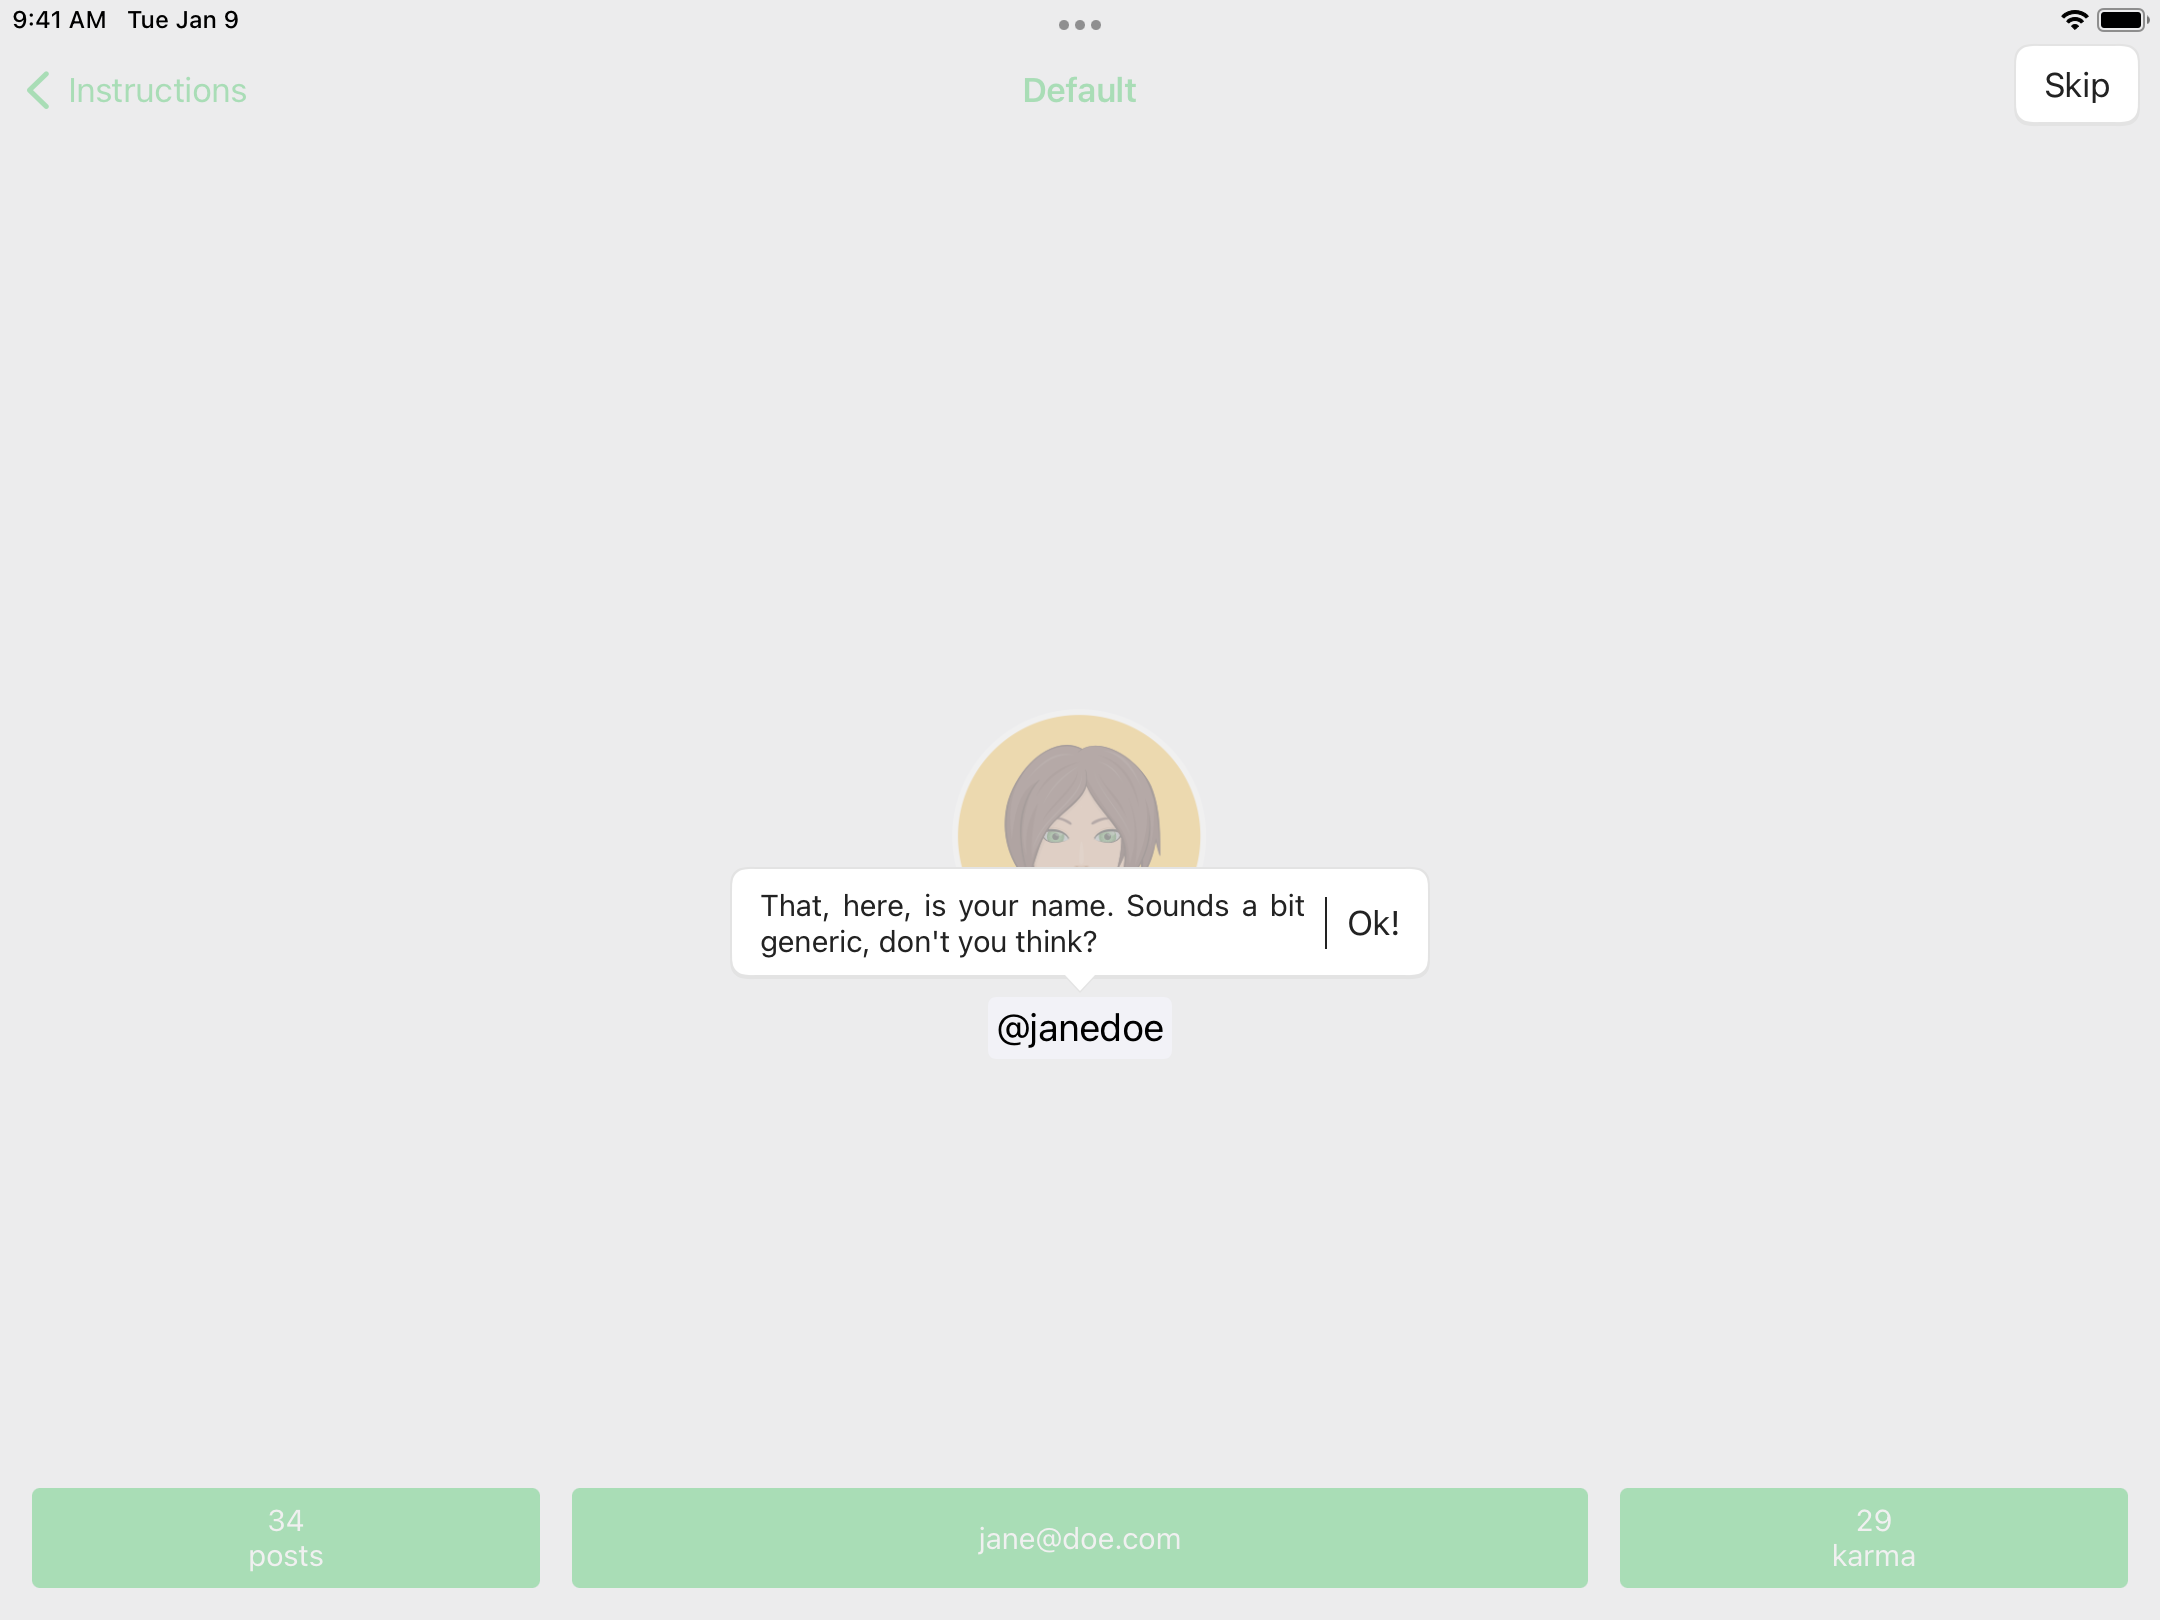 9:41 AM Tue Jan 9
Instructions
Default
Skip
That, here, is your name. Sounds a bit
generic, don't you think?
Ok!
@janedoe
34
posts
jane@doe.com
29
karma